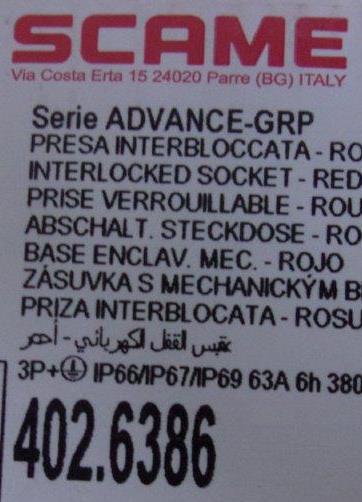 SCAME
Via Costa Erta 15 24020 Parre (BG) ITALY
Serie ADVANCE-GRP
PRESA INTERBLOCCATA - RO
INTERLOCKED SOCKET - RED
PRISE VERROUILLABLE - ROU
ABSCHALT. STECKDOSE - RO
BASE ENCLAV. MEC. - ROJO
ZÁSUVKA S MECHANICKÝM B
PRIZA INTERBLOCATA - ROSU
مقبس القفل الكهربائي - أحمر
3P+⏚ IP66/IP67/IP69 63A 6h 380
402.6386